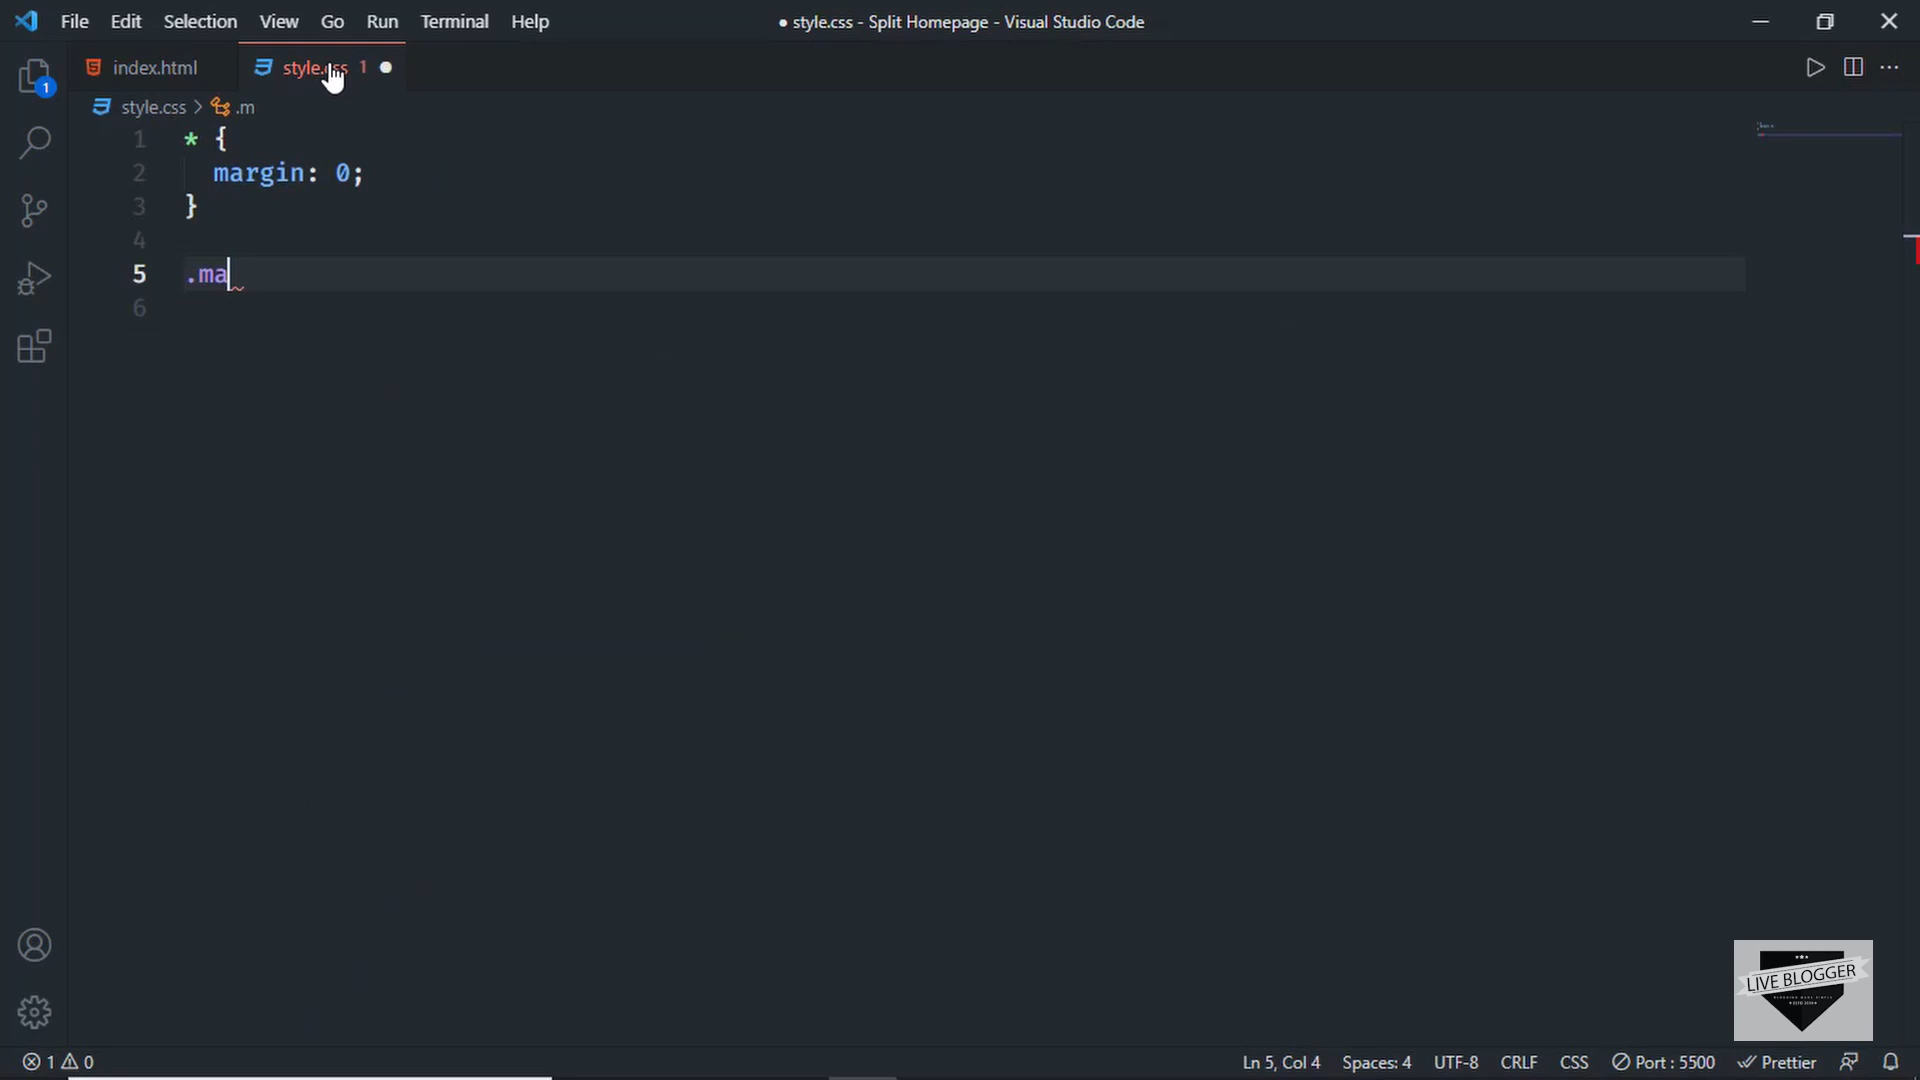 File Edit Selection View Go Run Terminal Help
● style.css - Split Homepage - Visual Studio Code
index.html
style.css 1
style.css > .m
1 * {
2 margin: 0;
3 }
4
5 .ma
6
1
LIVE BLOGGER
1 0
Ln 5, Col 4 Spaces: 4 UTF-8 CRLF CSS Port : 5500 Prettier